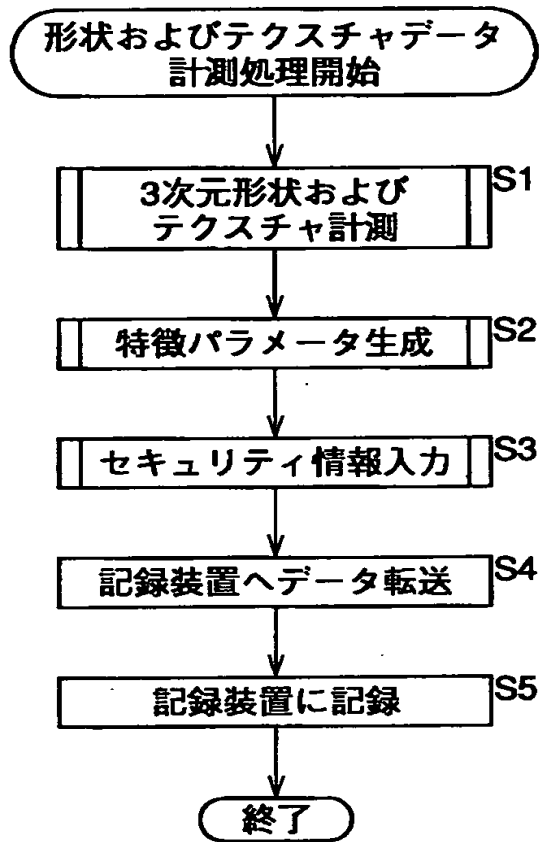 形状およびテクスチャデータ
計測処理開始
S1
3次元形状および
テクスチャ計測
S2
特徴パラメータ生成
S3
セキュリティ情報入力
S4
記録装置へデータ転送
S5
記録装置に記録
終了